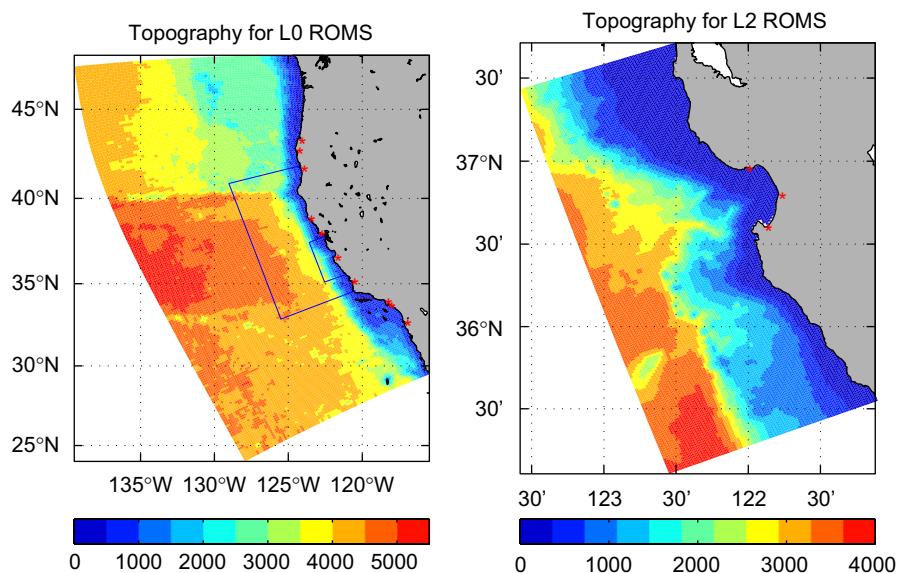 Topography for L0 ROMS
45°N
40°N
35°N
30°N
25°N
135°W 130°W 125°W 120°W
0 1000 2000 3000 4000 5000
Topography for L2 ROMS
30'
37°N
30'
36°N
30'
30' 123 30' 122 30'
0 1000 2000 3000 4000